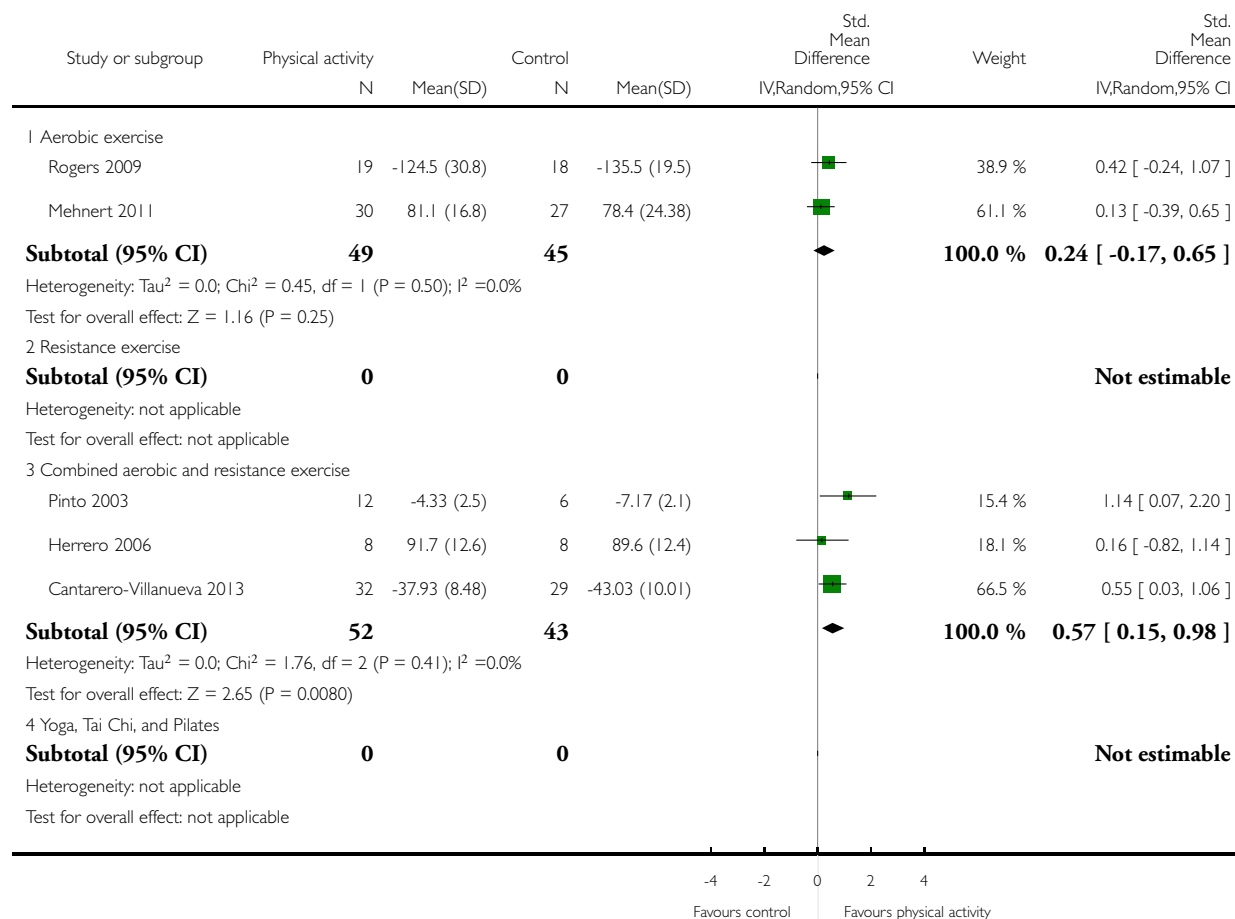 Std. Std.
Mean Mean
Study or subgroup Physical activity Control Difference Weight Difference
N Mean(SD) N Mean(SD) IV,Random,95% CI IV,Random,95% CI
1 Aerobic exercise
Rogers 2009 19 -124.5 (30.8) 18 -135.5 (19.5) 38.9 % 0.42 [ -0.24, 1.07 ]
Mehnert 2011 30 81.1 (16.8) 27 78.4 (24.38) 61.1 % 0.13 [ -0.39, 0.65 ]
Subtotal (95% CI) 49 45 100.0 % 0.24 [ -0.17, 0.65 ]
Heterogeneity: Tau² = 0.0; Chi² = 0.45, df = 1 (P = 0.50); I² =0.0%
Test for overall effect: Z = 1.16 (P = 0.25)
2 Resistance exercise
Subtotal (95% CI) 0 0 Not estimable
Heterogeneity: not applicable
Test for overall effect: not applicable
3 Combined aerobic and resistance exercise
Pinto 2003 12 -4.33 (2.5) 6 -7.17 (2.1) 15.4 % 1.14 [ 0.07, 2.20 ]
Herrero 2006 8 91.7 (12.6) 8 89.6 (12.4) 18.1 % 0.16 [ -0.82, 1.14 ]
Cantarero-Villanueva 2013 32 -37.93 (8.48) 29 -43.03 (10.01) 66.5 % 0.55 [ 0.03, 1.06 ]
Subtotal (95% CI) 52 43 100.0 % 0.57 [ 0.15, 0.98 ]
Heterogeneity: Tau² = 0.0; Chi² = 1.76, df = 2 (P = 0.41); I² =0.0%
Test for overall effect: Z = 2.65 (P = 0.0080)
4 Yoga, Tai Chi, and Pilates
Subtotal (95% CI) 0 0 Not estimable
Heterogeneity: not applicable
Test for overall effect: not applicable
-4 -2 0 2 4
Favours control Favours physical activity